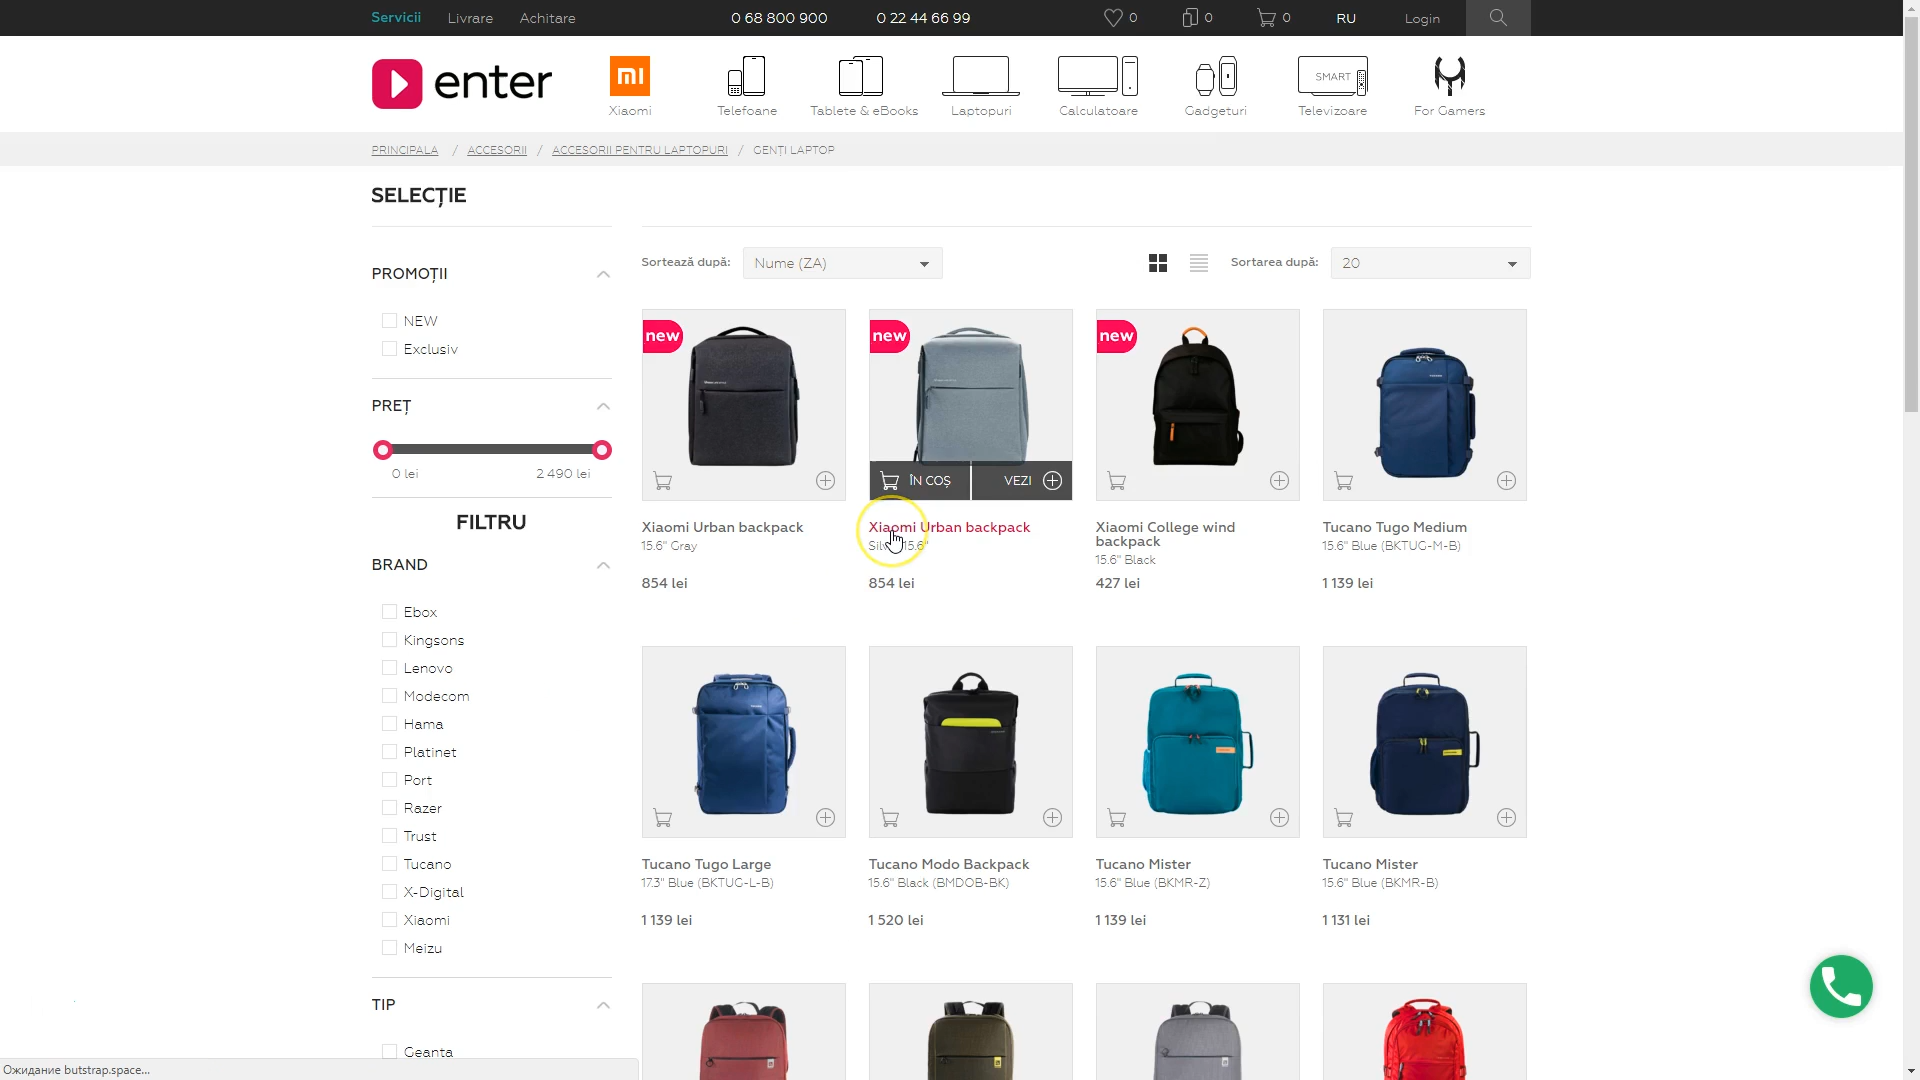 Servicii Livrare Achitare 0 68 800 900 0 22 44 66 99 0 0 0 RU Login
enter
Xiaomi Telefoane Tablete & eBooks Laptopuri Calculatoare Gadgeturi Televizoare For Gamers
SMART
PRINCIPALA / ACCESORII / ACCESORII PENTRU LAPTOPURI / GENȚI LAPTOP
SELECȚIE
Sortează după: Nume (ZA) Sortarea după: 20
PROMOȚII
NEW
Exclusiv
PREȚ
0 lei 2 490 lei
FILTRU
BRAND
Ebox
Kingsons
Lenovo
Modecom
Hama
Platinet
Port
Razer
Trust
Tucano
X-Digital
Xiaomi
Meizu
TIP
Geanta
new new new
ÎN COȘ VEZI
Xiaomi Urban backpack
15.6" Gray
854 lei
Xiaomi Urban backpack
15.6"
854 lei
Xiaomi College wind
backpack
15.6" Black
427 lei
Tucano Tugo Medium
15.6" Blue (BKTUG-M-B)
1 139 lei
Tucano Tugo Large
17.3" Blue (BKTUG-L-B)
1 139 lei
Tucano Modo Backpack
15.6" Black (BMDOB-BK)
1 520 lei
Tucano Mister
15.6" Blue (BKMR-Z)
1 139 lei
Tucano Mister
15.6" Blue (BKMR-B)
1 131 lei
Ожидание butstrap.space...